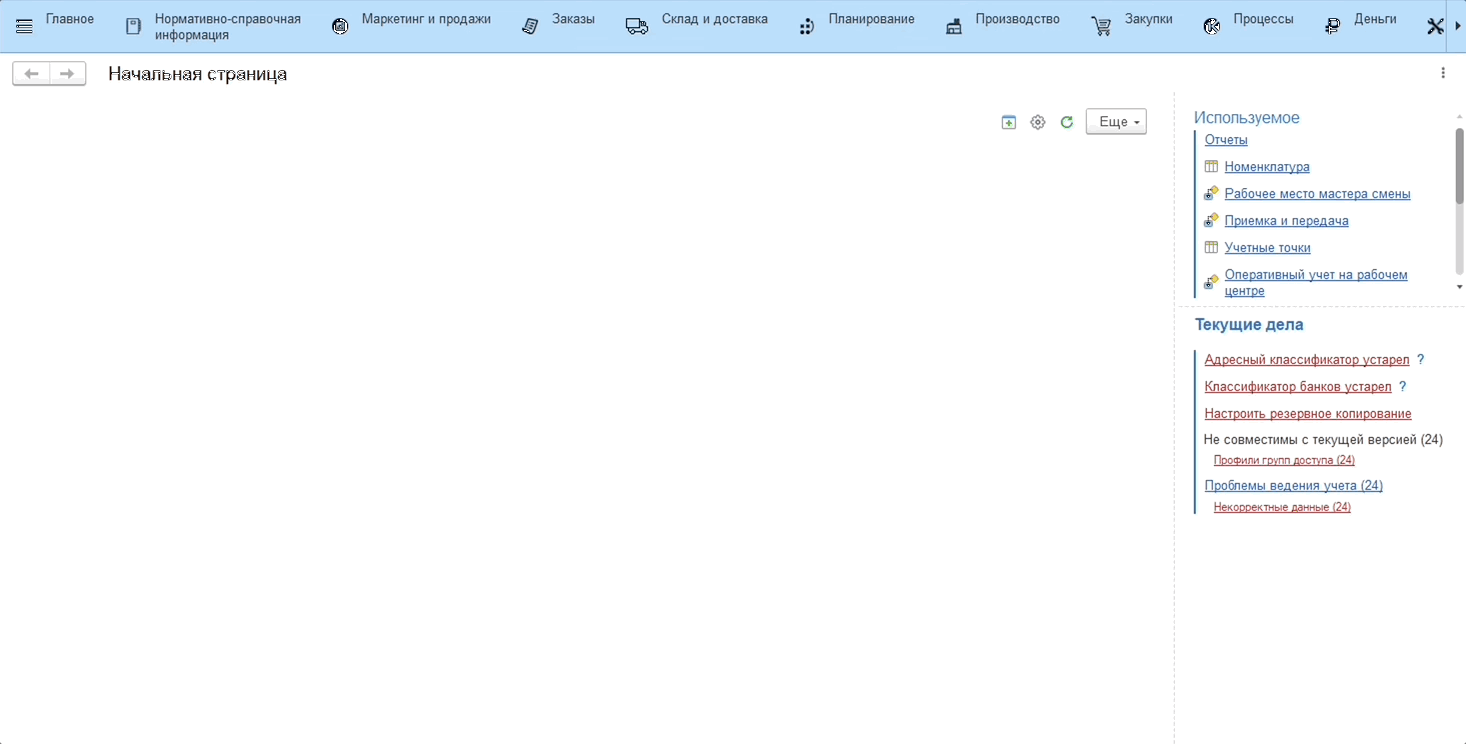 Главное
Нормативно-справочная
информация
Маркетинг и продажи
Заказы
Склад и доставка
Планирование
Производство
Закупки
Процессы
Деньги
Начальная страница
Еще
Используемое
Отчеты
Номенклатура
Рабочее место мастера смены
Приемка и передача
Учетные точки
Оперативный учет на рабочем
центре
Текущие дела
Адресный классификатор устарел ?
Классификатор банков устарел ?
Настроить резервное копирование
Не совместимы с текущей версией (24)
Профили групп доступа (24)
Проблемы ведения учета (24)
Некорректные данные (24)